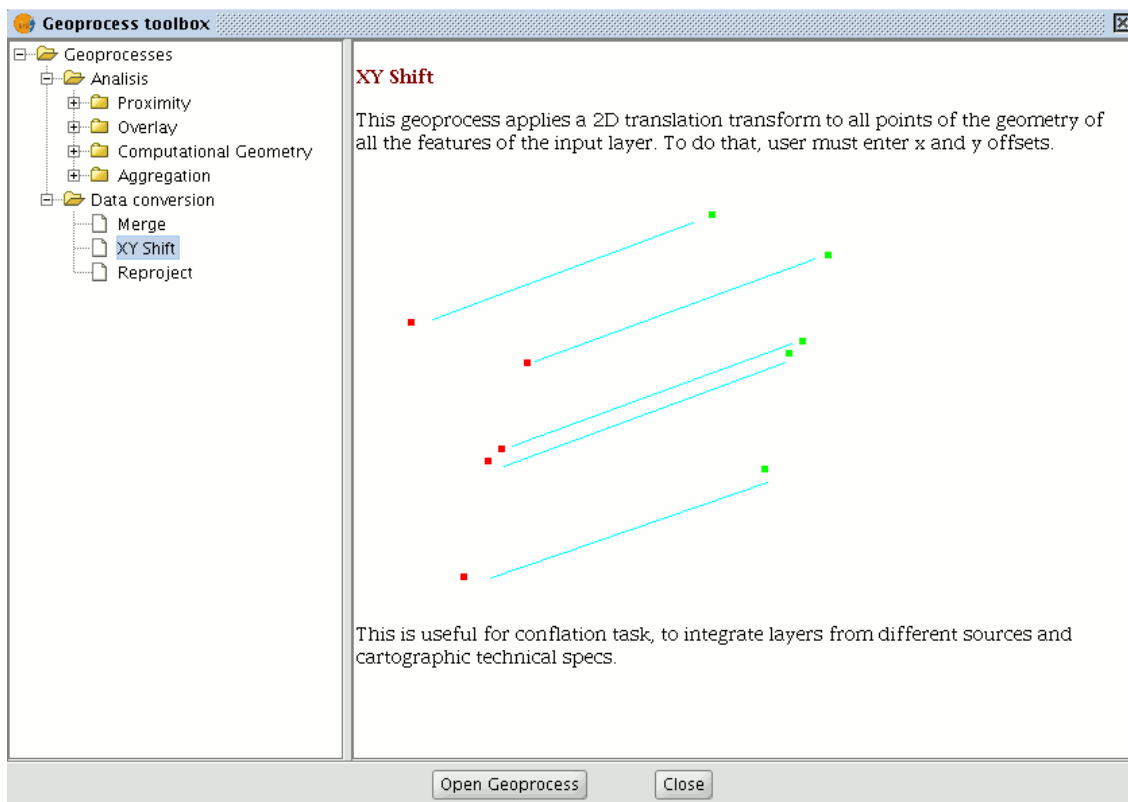 Geoprocess toolbox
Geoprocesses
Analisis
Proximity
Overlay
Computational Geometry
Aggregation
Data conversion
Merge
XY Shift
Reproject
XY Shift
This geoprocess applies a 2D translation transform to all points of the geometry of
all the features of the input layer. To do that, user must enter x and y offsets.
This is useful for conflation task, to integrate layers from different sources and
cartographic technical specs.
Open Geoprocess
Close